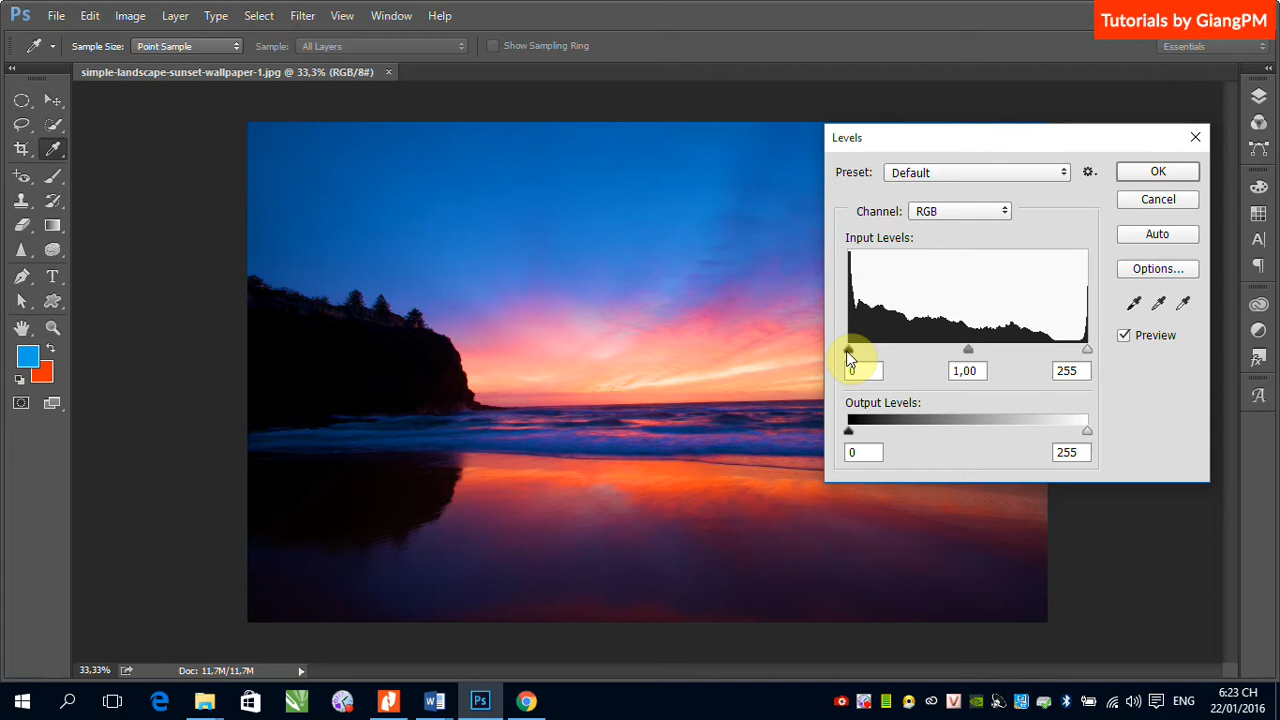 Ps File Edit Image Layer Type Select Filter View Window Help
Tutorials by GiangPM
Sample Size: Point Sample Sample: All Layers Show Sampling Ring Essentials
simple-landscape-sunset-wallpaper-1.jpg @ 33,3% (RGB/8#) ×
Levels
Preset: Default OK
Cancel
Channel: RGB
Auto
Input Levels:
Options...
Preview
0 1,00 255
Output Levels:
0 255
33,33% Doc: 11,7M/11,7M
ENG
6:23 CH
22/01/2016